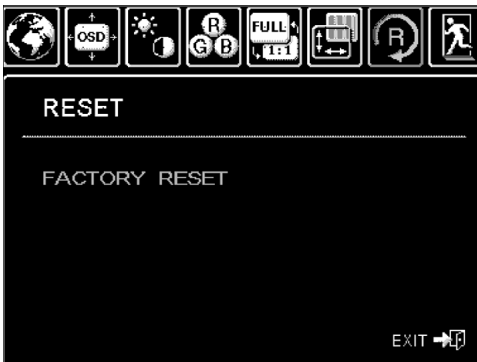 OSD
R
G B
FULL
1:1
R
RESET
FACTORY RESET
EXIT